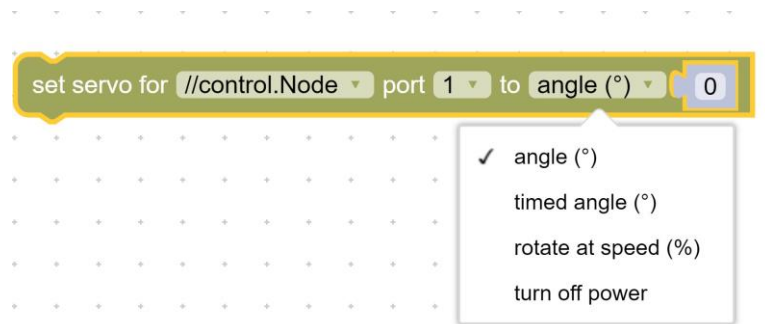 set servo for //control.Node port 1 to angle (°) 0
✓ angle (°)
timed angle (°)
rotate at speed (%)
turn off power